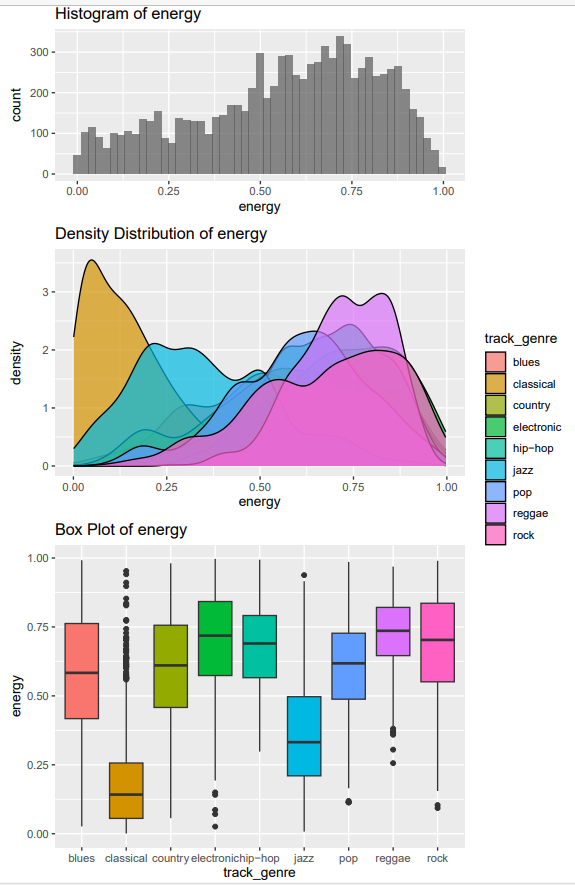 Histogram of energy
300
200
100
0
count
0.00 0.25 0.50 0.75 1.00
energy
Density Distribution of energy
3
2
1
0
density
0.00 0.25 0.50 0.75 1.00
energy
track_genre
blues
classical
country
electronic
hip−hop
jazz
pop
reggae
rock
Box Plot of energy
1.00
0.75
0.50
0.25
0.00
energy
blues classical country electronic hip−hop jazz pop reggae rock
track_genre